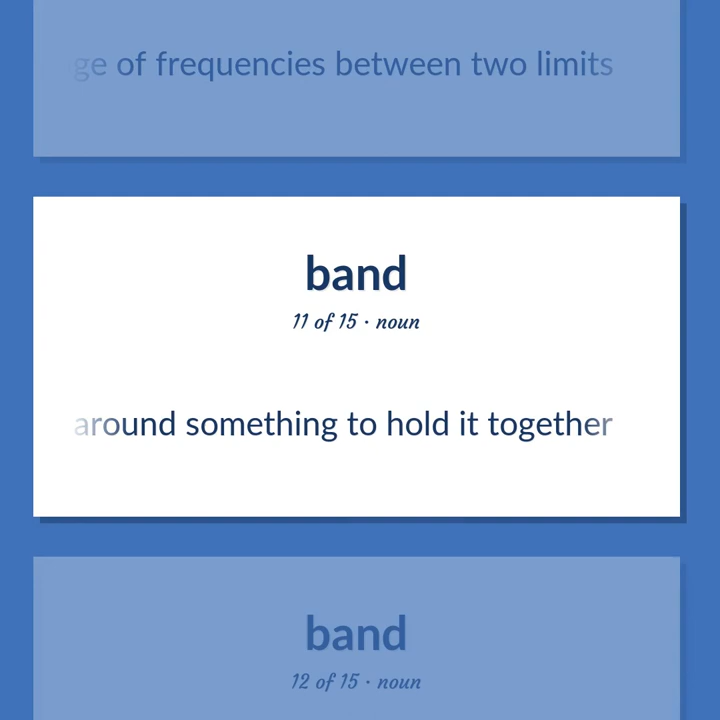 of frequencies between two limits
band
11 of 15 · noun
around something to hold it together
band
12 of 15 · noun